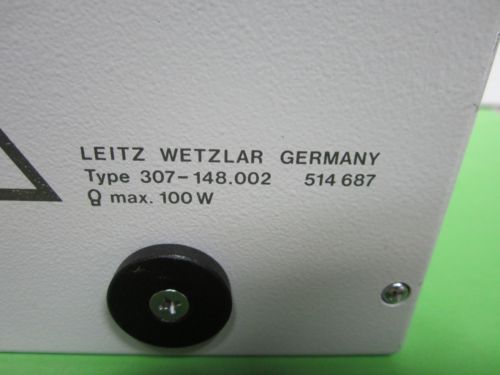 LEITZ WETZLAR GERMANY
Type 307-148.002 514 687
max. 100 W